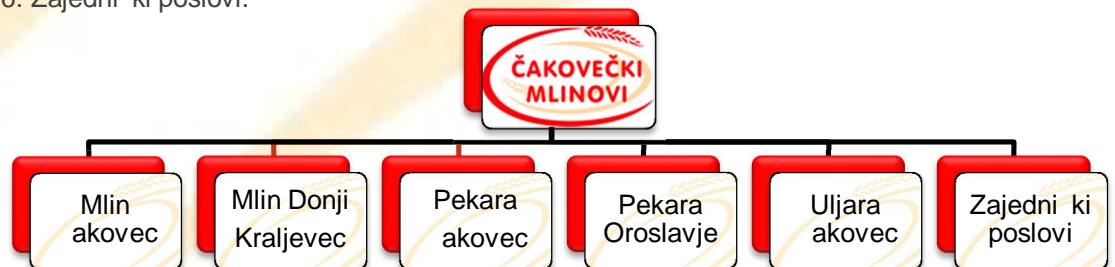 6. Zajedni ki poslovi.
ČAKOVEČKI
MLINOVI
Mlin
akovec
Mlin Donji
Kraljevec
Pekara
akovec
Pekara
Oroslavje
Uljara
akovec
Zajedni ki
poslovi